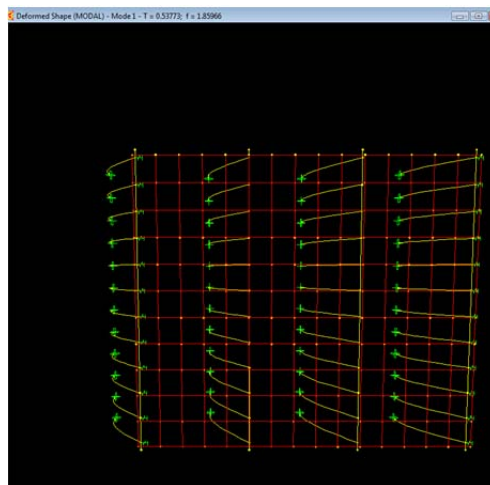 Deformed Shape (MODAL) - Mode 1 - T = 0.53773; f = 1.85966